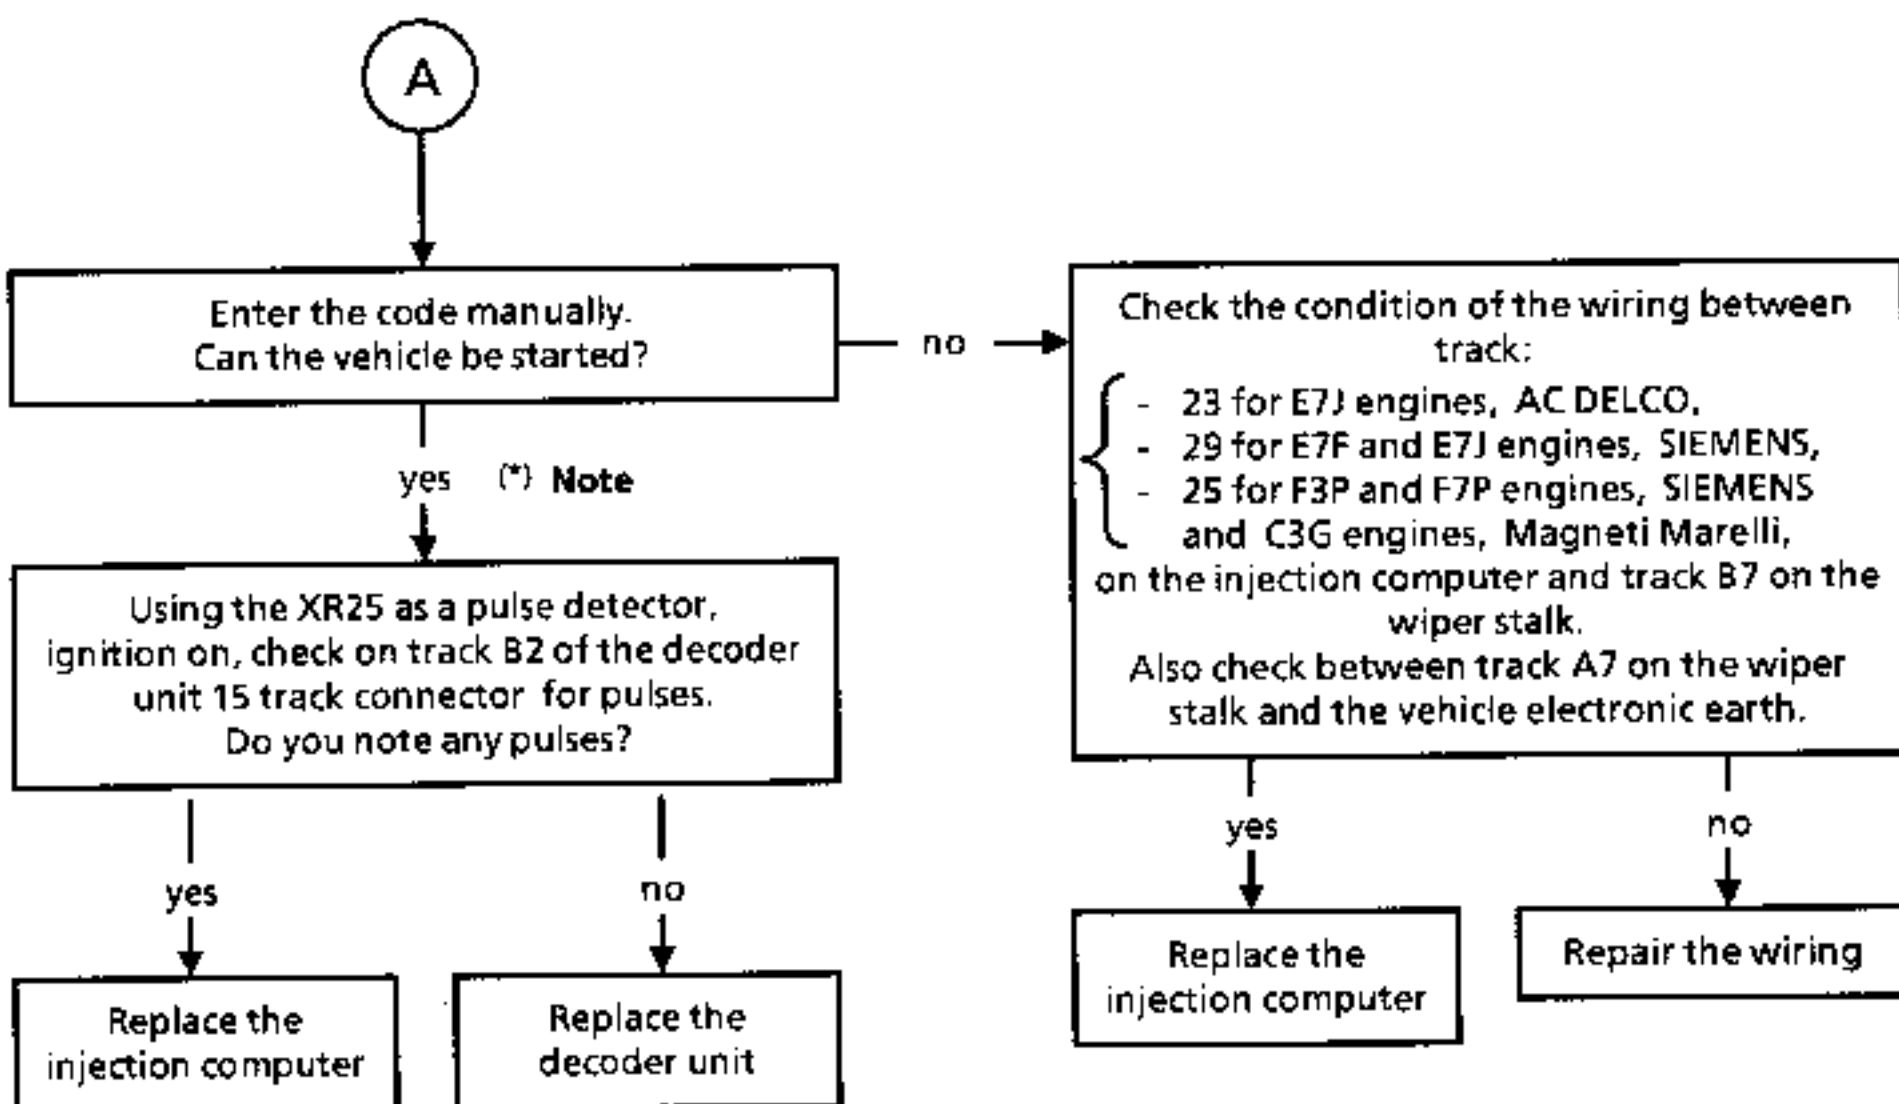 A
Enter the code manually.
Can the vehicle be started?
no
yes (*) Note
Using the XR25 as a pulse detector,
ignition on, check on track B2 of the decoder
unit 15 track connector for pulses.
Do you note any pulses?
yes
no
Replace the
injection computer
Replace the
decoder unit
Check the condition of the wiring between
track:
- 23 for E7J engines, AC DELCO,
- 29 for E7F and E7J engines, SIEMENS,
- 25 for F3P and F7P engines, SIEMENS
and C3G engines, Magneti Marelli,
on the injection computer and track B7 on the
wiper stalk.
Also check between track A7 on the wiper
stalk and the vehicle electronic earth.
yes
no
Replace the
injection computer
Repair the wiring